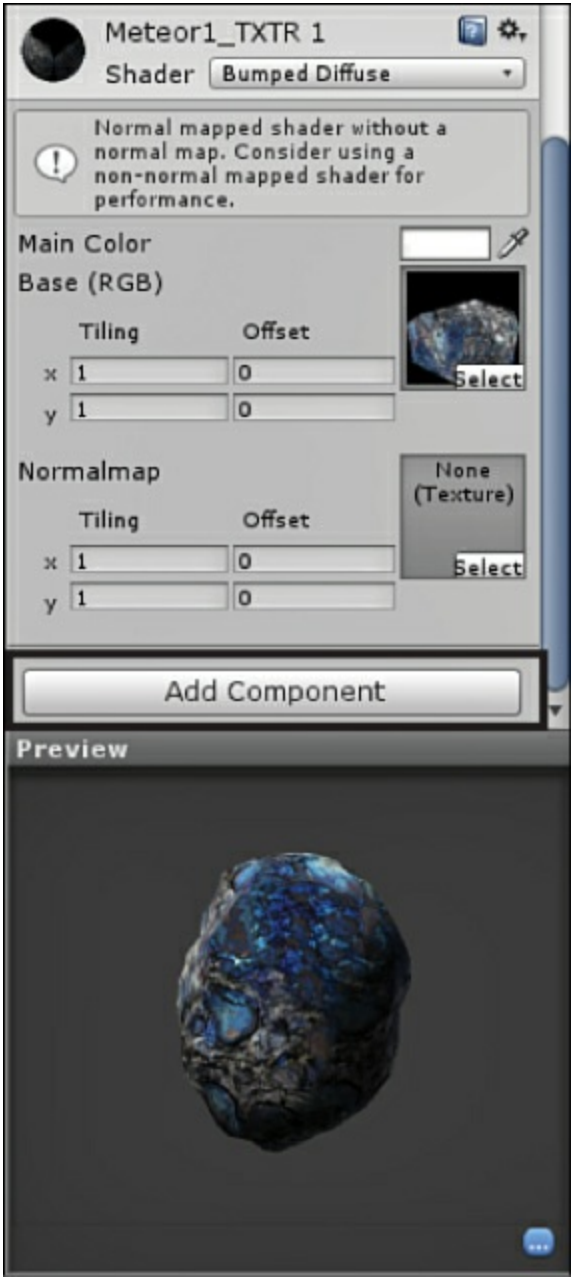 Meteor1_TXTR 1
Shader Bumped Diffuse
Normal mapped shader without a
normal map. Consider using a
non-normal mapped shader for
performance.
Main Color
Base (RGB)
Tiling Offset
x 1 0
y 1 0
Select
Normalmap
None
(Texture)
Tiling Offset
x 1 0
y 1 0
Select
Add Component
Preview